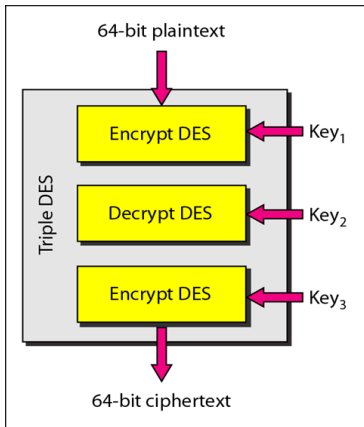 64-bit plaintext
Triple DES
Encrypt DES
Key1
Decrypt DES
Key2
Encrypt DES
Key3
64-bit ciphertext